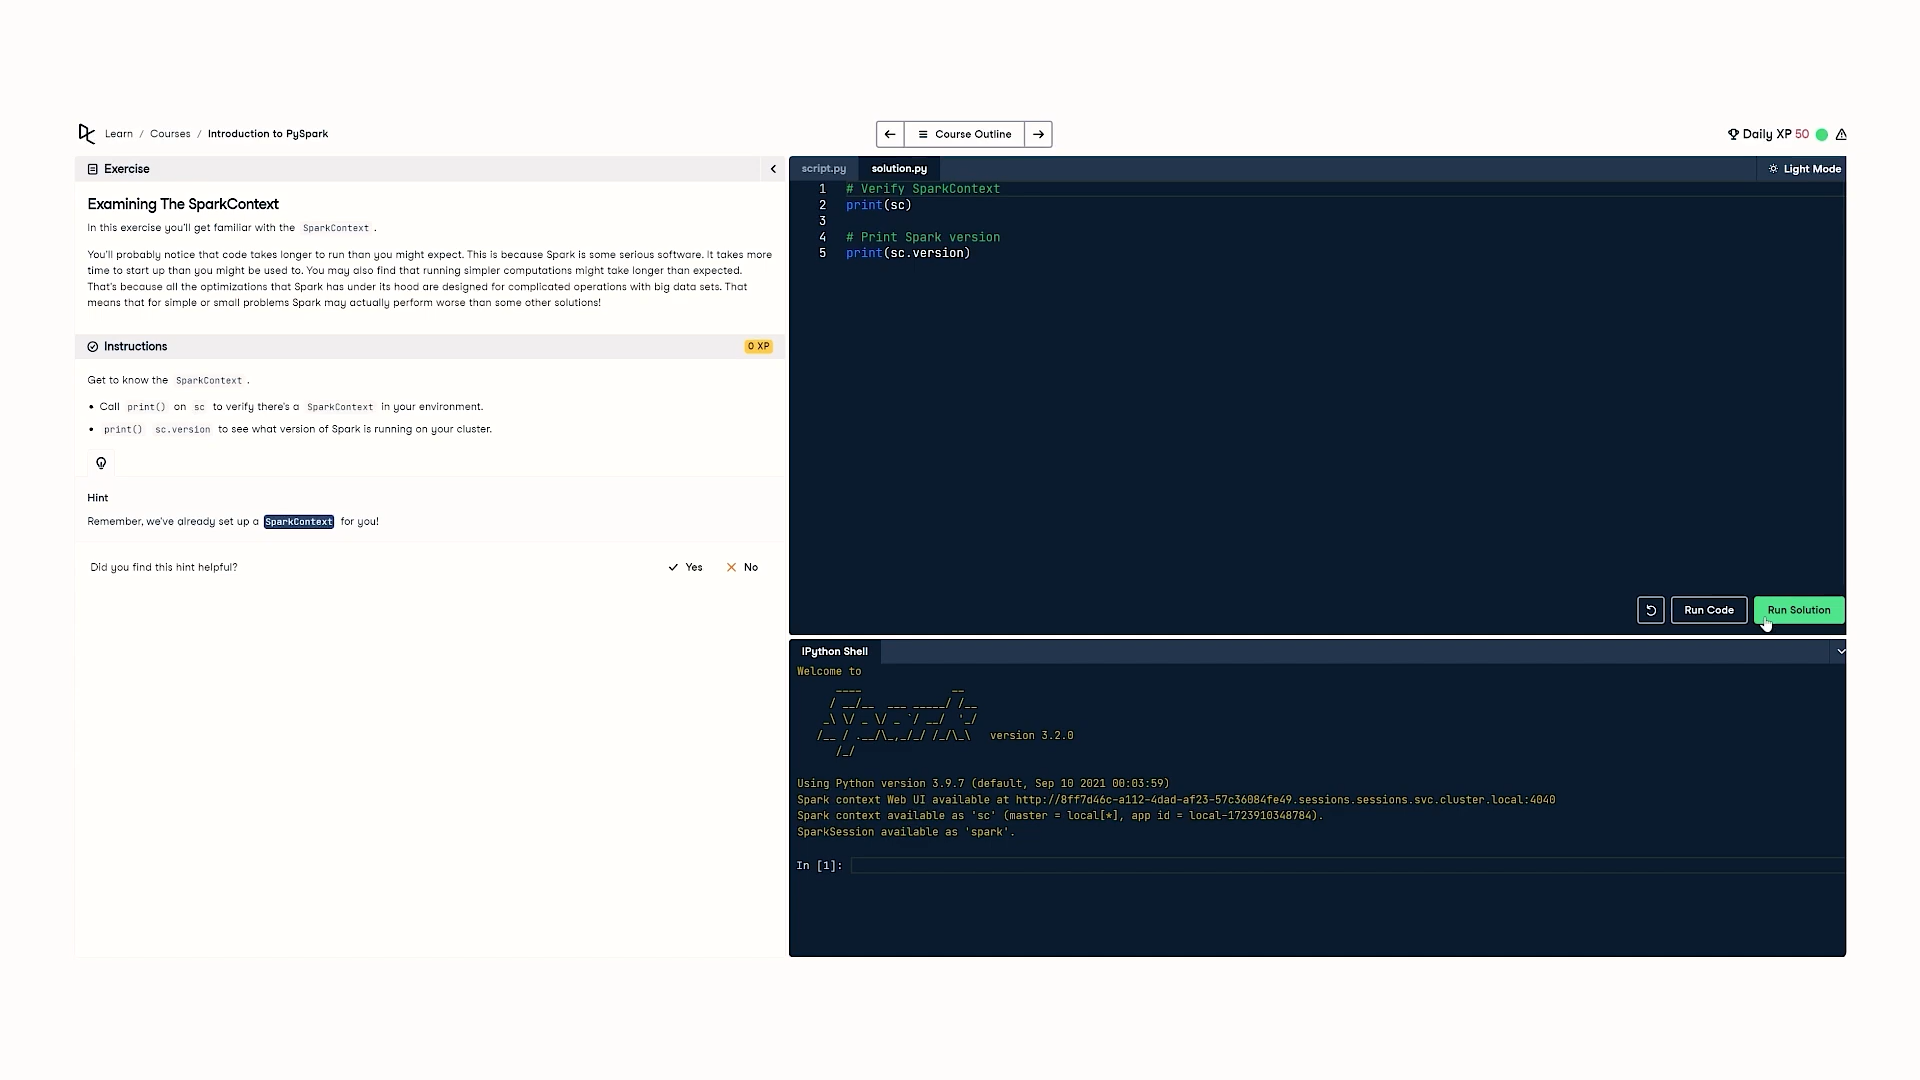 Learn / Courses / Introduction to PySpark
Course Outline
Daily XP 50
Exercise
Examining The SparkContext
In this exercise you'll get familiar with the SparkContext .
You'll probably notice that code takes longer to run than you might expect. This is because Spark is some serious software. It takes more
time to start up than you might be used to. You may also find that running simpler computations might take longer than expected.
That's because all the optimizations that Spark has under its hood are designed for complicated operations with big data sets. That
means that for simple or small problems Spark may actually perform worse than some other solutions!
Instructions
0 XP
Get to know the SparkContext .
• Call print() on sc to verify there's a SparkContext in your environment.
• print() sc.version to see what version of Spark is running on your cluster.
Hint
Remember, we've already set up a SparkContext for you!
Did you find this hint helpful?
Yes
No
script.py
solution.py
Light Mode
1 # Verify SparkContext
2 print(sc)
3
4 # Print Spark version
5 print(sc.version)
Run Code
Run Solution
IPython Shell
Welcome to
      ____              __
     / __/__  ___ _____/ /__
    _\ \/ _ \/ _ `/ __/  '_/
   /__ / .__/\_,_/_/ /_/\_\   version 3.2.0
      /_/
Using Python version 3.9.7 (default, Sep 10 2021 00:03:59)
Spark context Web UI available at http://8ff7d46c-a112-4dad-af23-57c36084fe49.sessions.sessions.svc.cluster.local:4040
Spark context available as 'sc' (master = local[*], app id = local-1723910348784).
SparkSession available as 'spark'.
In [1]: